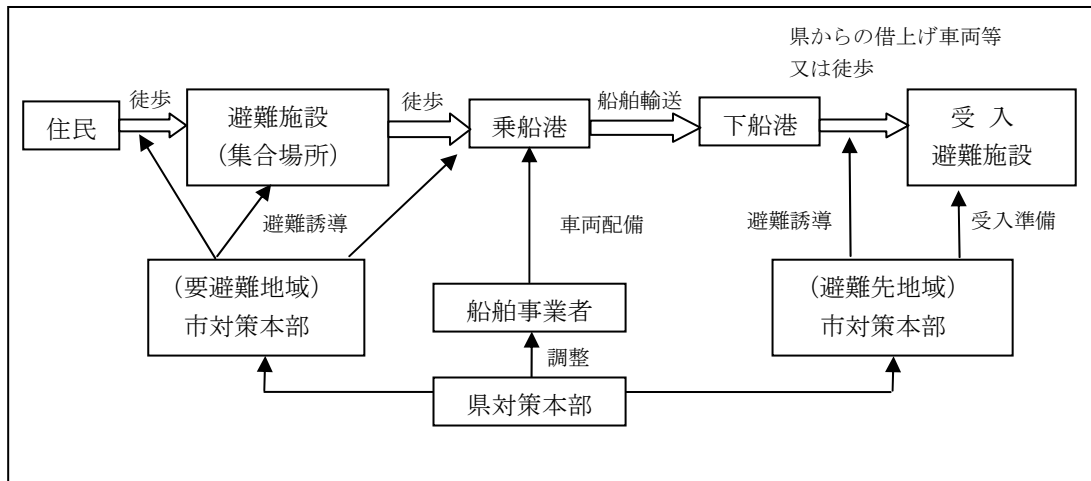 県からの借上げ車両等
又は徒歩
徒歩
徒歩
船舶輸送
住民
避難施設
(集合場所)
乗船港
下船港
受 入
避難施設
避難誘導
車両配備
避難誘導
受入準備
(要避難地域)
市対策本部
船舶事業者
(避難先地域)
市対策本部
調整
県対策本部